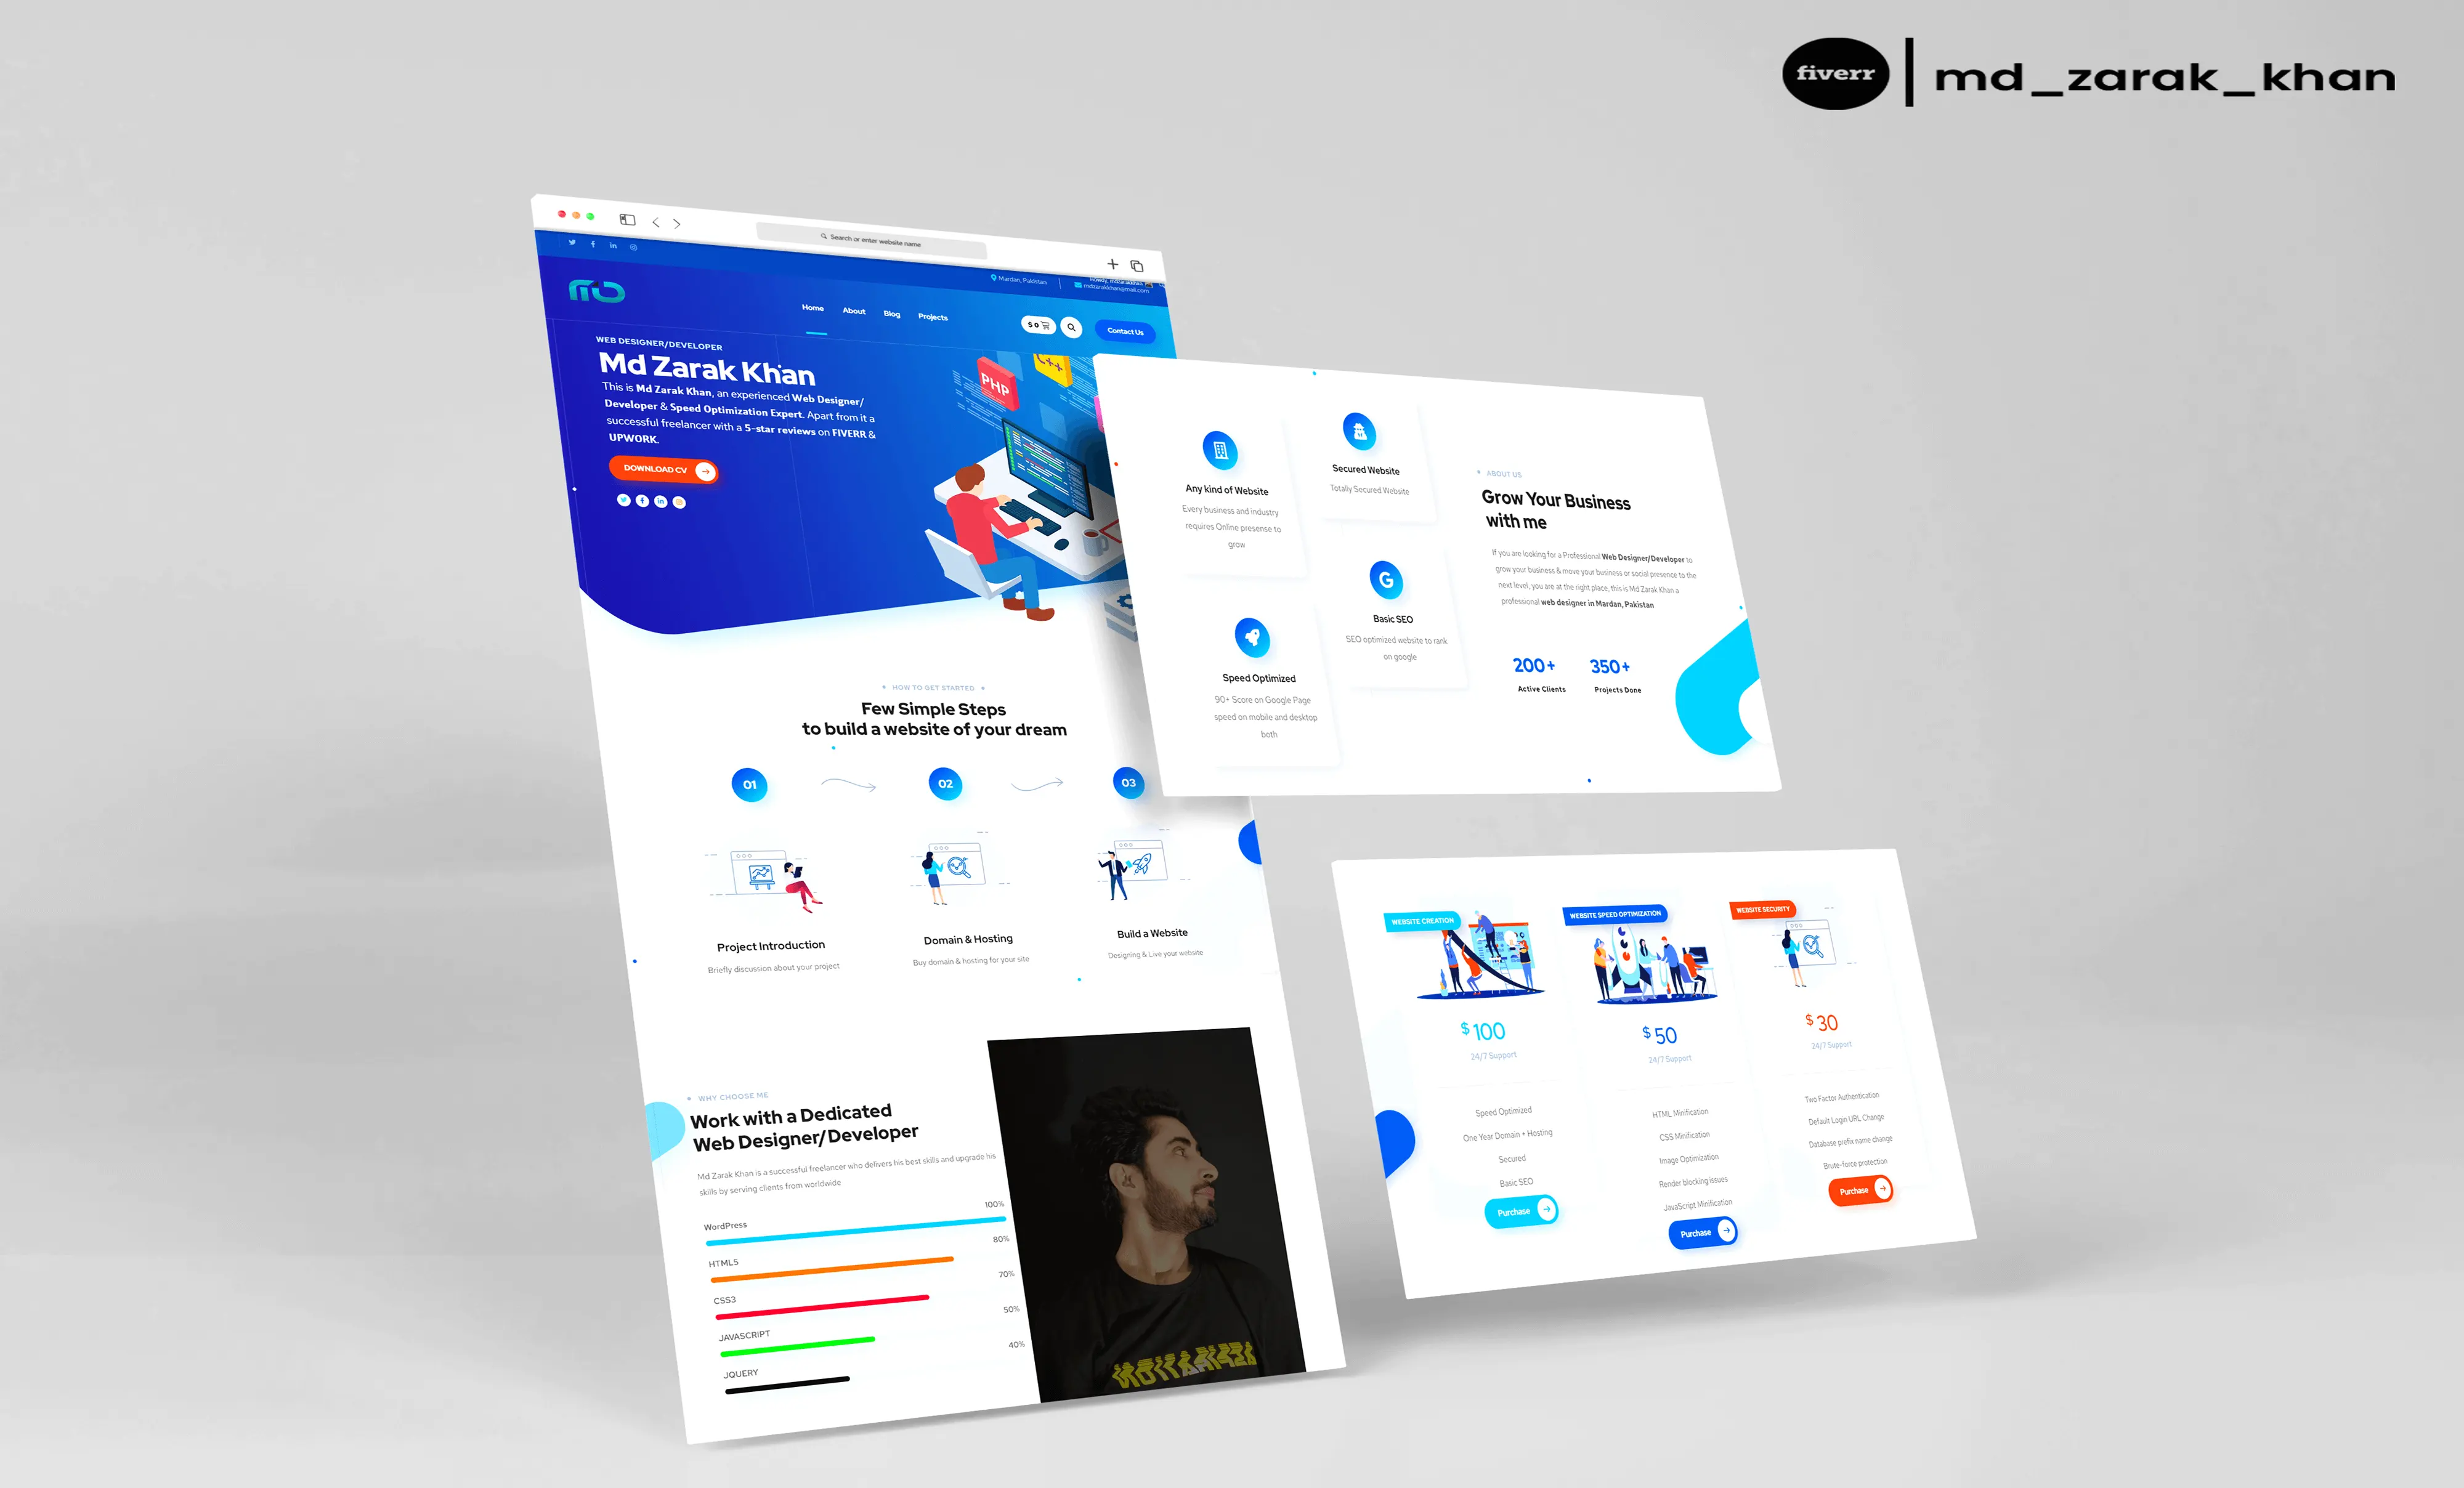 fiverr
md_zarak_khan
Search or enter website name
Mardan, Pakistan
mdzarakkhan@mail.com
Home
About
Blog
Projects
$ 0
Contact Us
WEB DESIGNER/DEVELOPER
Md Zarak Khan
This is Md Zarak Khan, an experienced Web Designer/
Developer & Speed Optimization Expert. Apart from it a
successful freelancer with a 5-star reviews on FIVERR &
UPWORK.
DOWNLOAD CV
PHP
C++
HOW TO GET STARTED
Few Simple Steps
to build a website of your dream
01
02
03
Project Introduction
Briefly discussion about your project
Domain & Hosting
Buy domain & hosting for your site
Build a Website
Designing & Live your website
WHY CHOOSE ME
Work with a Dedicated
Web Designer/Developer
Md Zarak Khan is a successful freelancer who delivers his best skills and upgrade his
skills by serving clients from worldwide
WordPress
100%
HTML5
80%
CSS3
70%
JAVASCRIPT
50%
JQUERY
40%
Any kind of Website
Every business and industry
requires Online presense to
grow
Secured Website
Totally Secured Website
Speed Optimized
90+ Score on Google Page
speed on mobile and desktop
both
G
Basic SEO
SEO optimized website to rank
on google
ABOUT US
Grow Your Business
with me
If you are looking for a Professional Web Designer/Developer to
grow your business & move your business or social presence to the
next level, you are at the right place, this is Md Zarak Khan a
professional web designer in Mardan, Pakistan
200+
Active Clients
350+
Projects Done
WEBSITE CREATION
$100
24/7 Support
Speed Optimized
One Year Domain + Hosting
Secured
Basic SEO
Purchase
WEBSITE SPEED OPTIMIZATION
$50
24/7 Support
HTML Minification
CSS Minification
Image Optimization
Render blocking issues
JavaScript Minification
Purchase
WEBSITE SECURITY
$30
24/7 Support
Two Factor Authentication
Default Login URL Change
Database prefix name change
Brute-force protection
Purchase